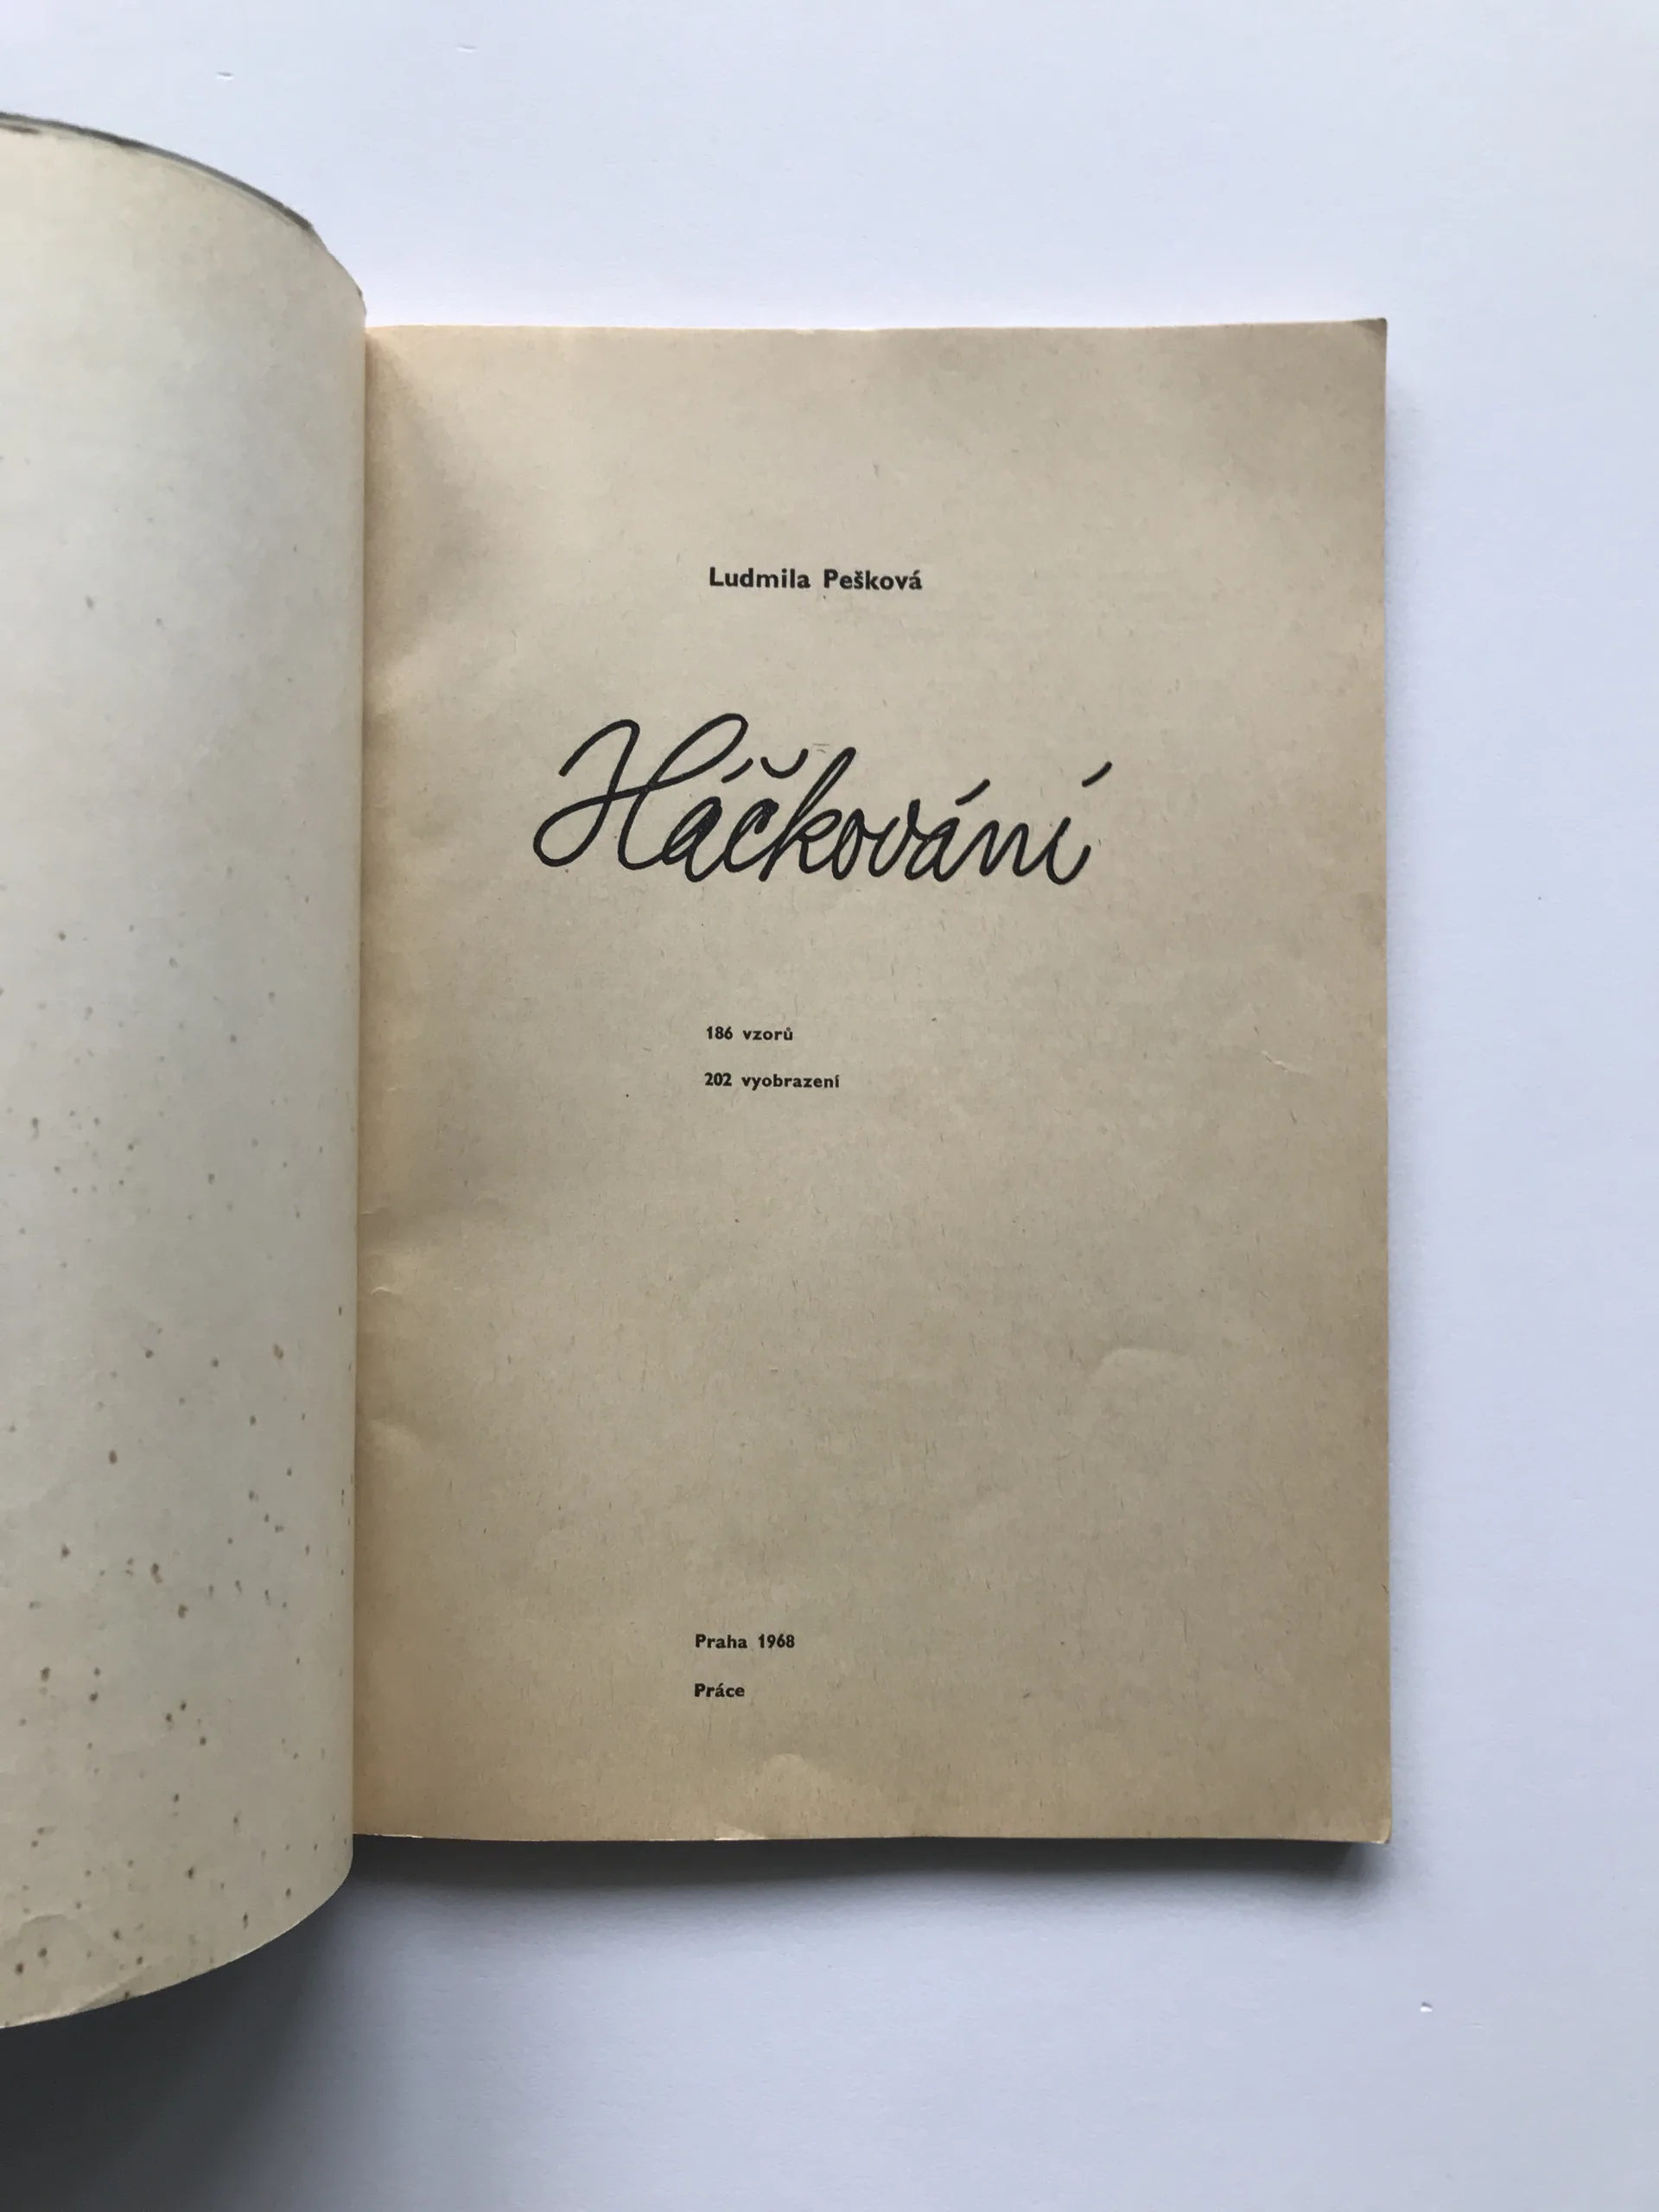 Ludmila Pešková
Háčkování
186 vzorů
202 vyobrazení
Praha 1968
Práce